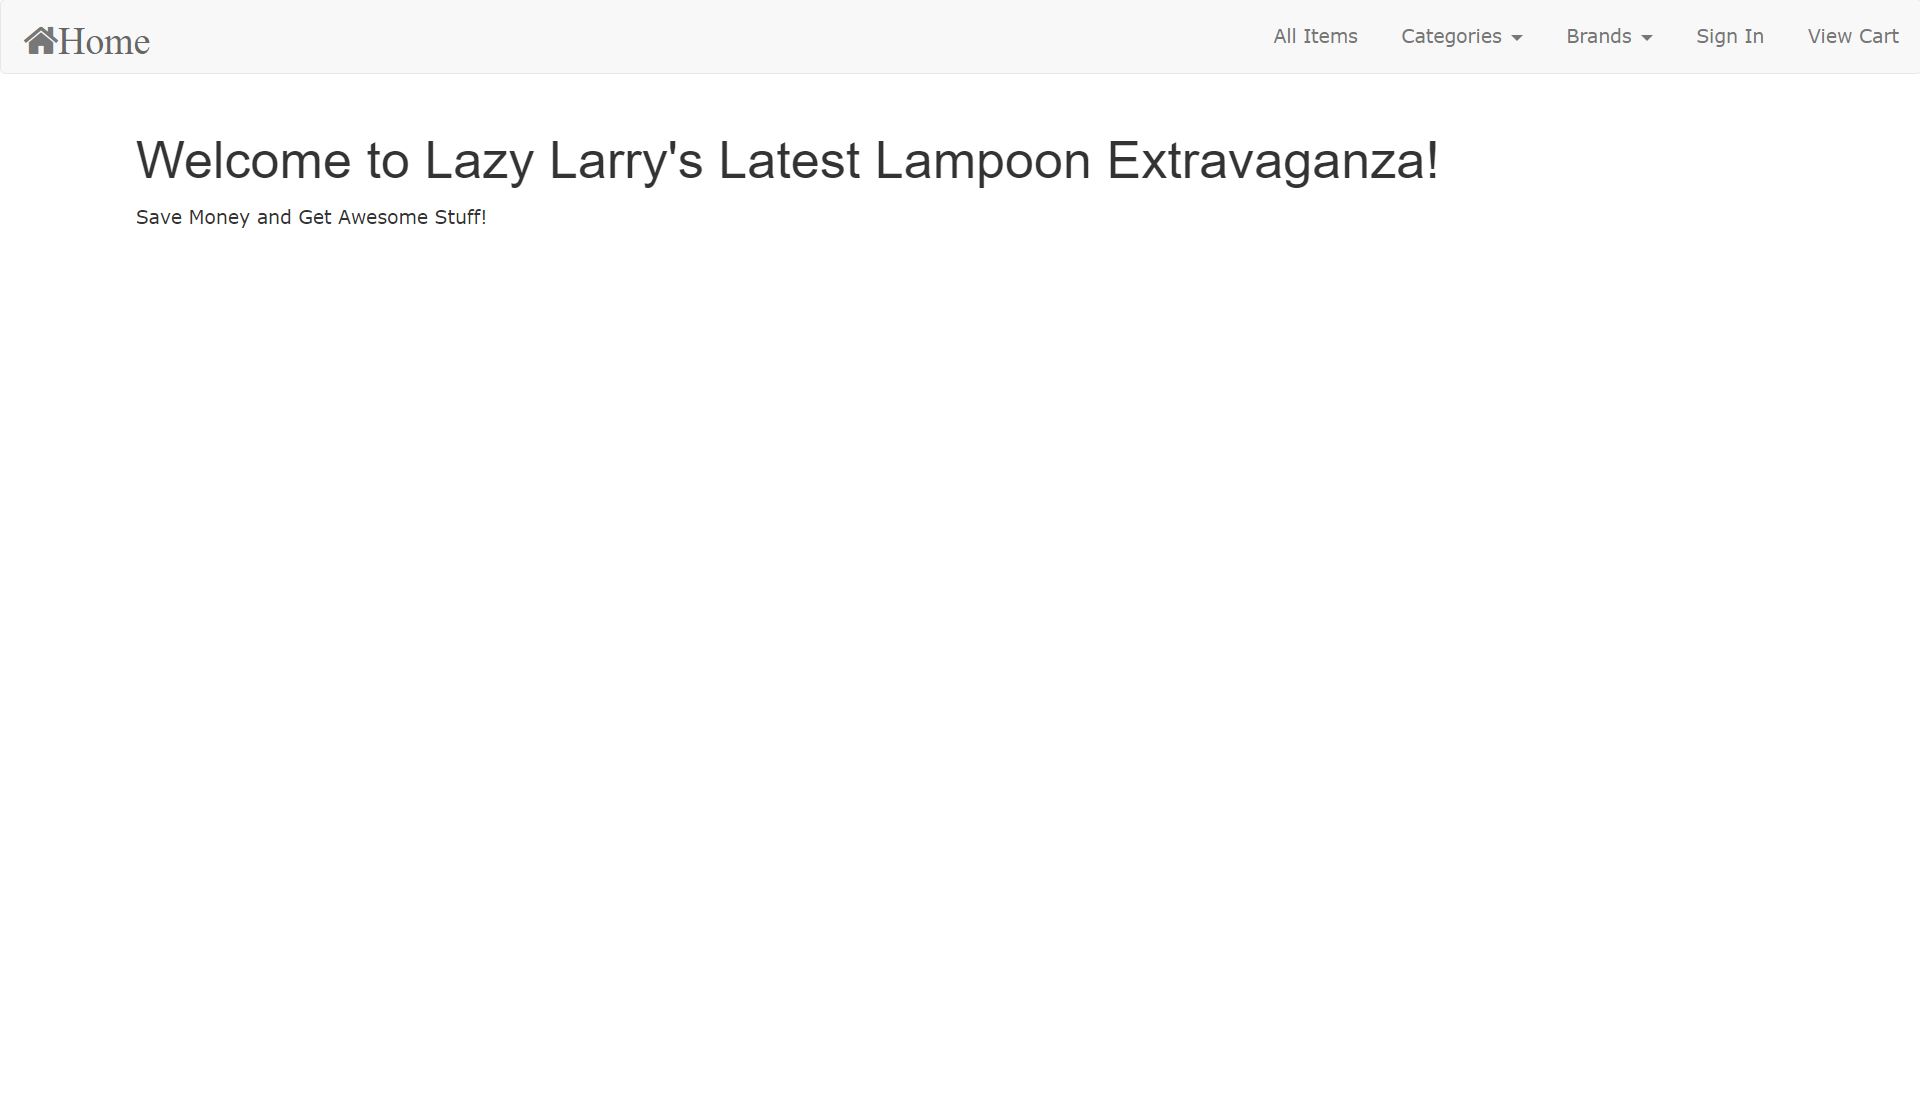 Home
All Items
Categories
Brands
Sign In
View Cart
Welcome to Lazy Larry's Latest Lampoon Extravaganza!
Save Money and Get Awesome Stuff!